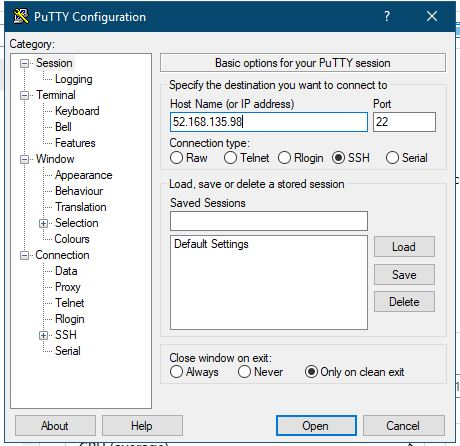 PuTTY Configuration ? ×
Category:
Session
Logging
Terminal
Keyboard
Bell
Features
Window
Appearance
Behaviour
Translation
Selection
Colours
Connection
Data
Proxy
Telnet
Rlogin
SSH
Serial
Basic options for your PuTTY session
Specify the destination you want to connect to
Host Name (or IP address) Port
52.168.135.98 22
Connection type:
Raw Telnet Rlogin SSH Serial
Load, save or delete a stored session
Saved Sessions
Default Settings
Load
Save
Delete
Close window on exit:
Always Never Only on clean exit
About Help Open Cancel